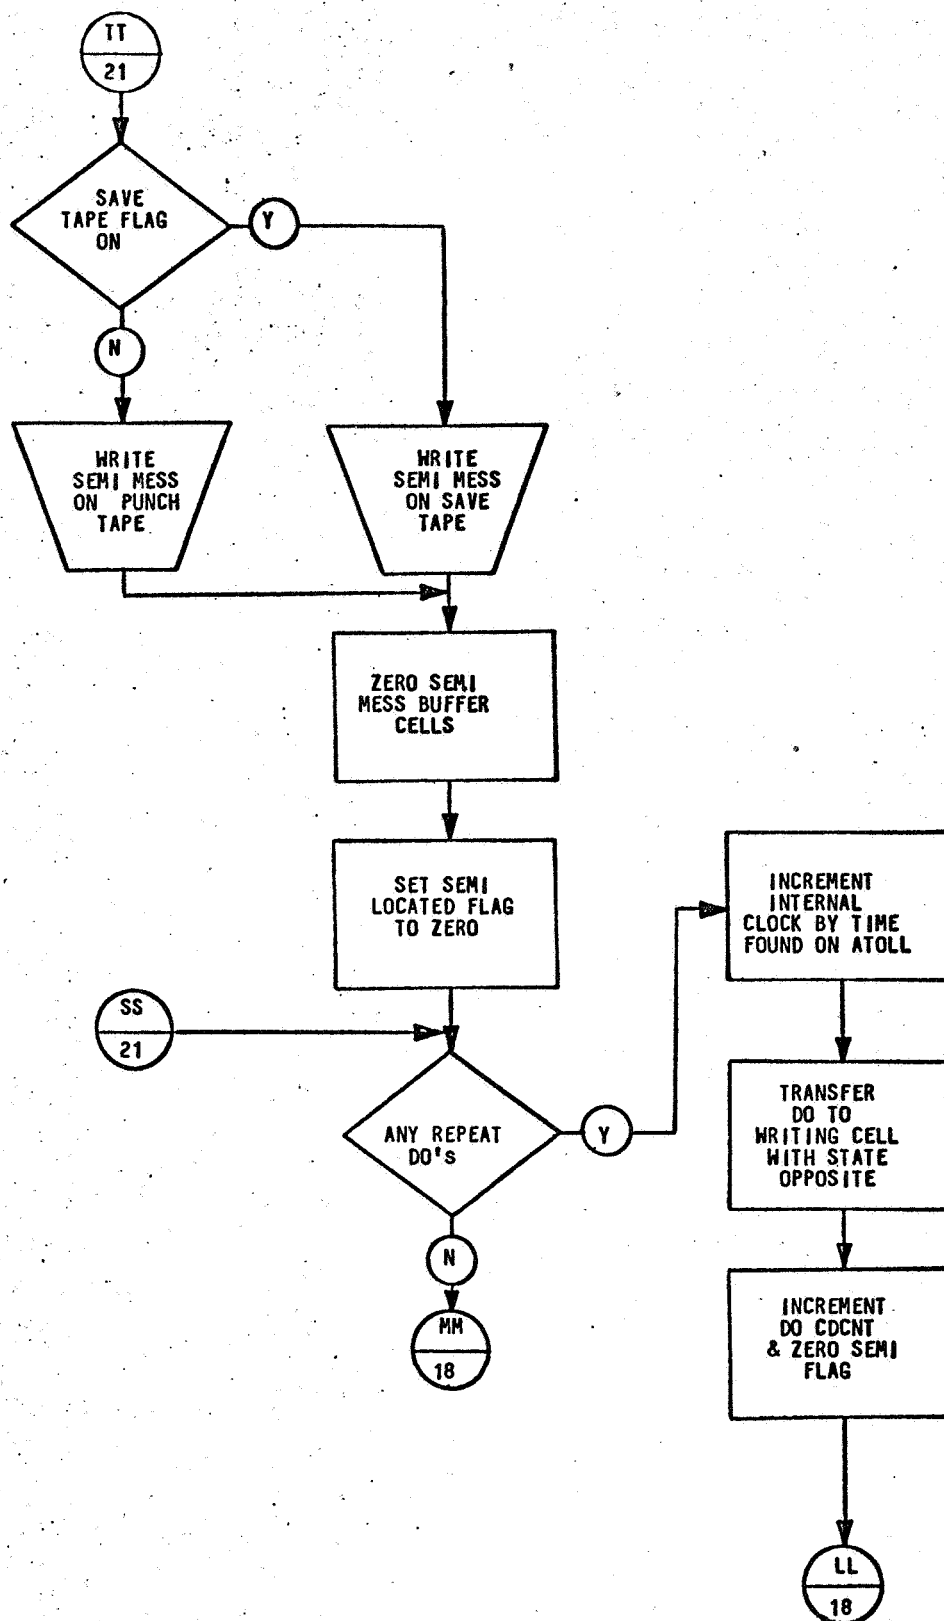 TT
21
SAVE
TAPE FLAG
ON
Y
N
WRITE
SEMI MESS
ON PUNCH
TAPE
WRITE
SEMI MESS
ON SAVE
TAPE
ZERO SEMI
MESS BUFFER
CELLS
SET SEMI
LOCATED FLAG
TO ZERO
SS
21
ANY REPEAT
DO's
Y
N
MM
18
INCREMENT
INTERNAL
CLOCK BY TIME
FOUND ON ATOLL
TRANSFER
DO TO
WRITING CELL
WITH STATE
OPPOSITE
INCREMENT
DO CDCNT
& ZERO SEMI
FLAG
LL
18